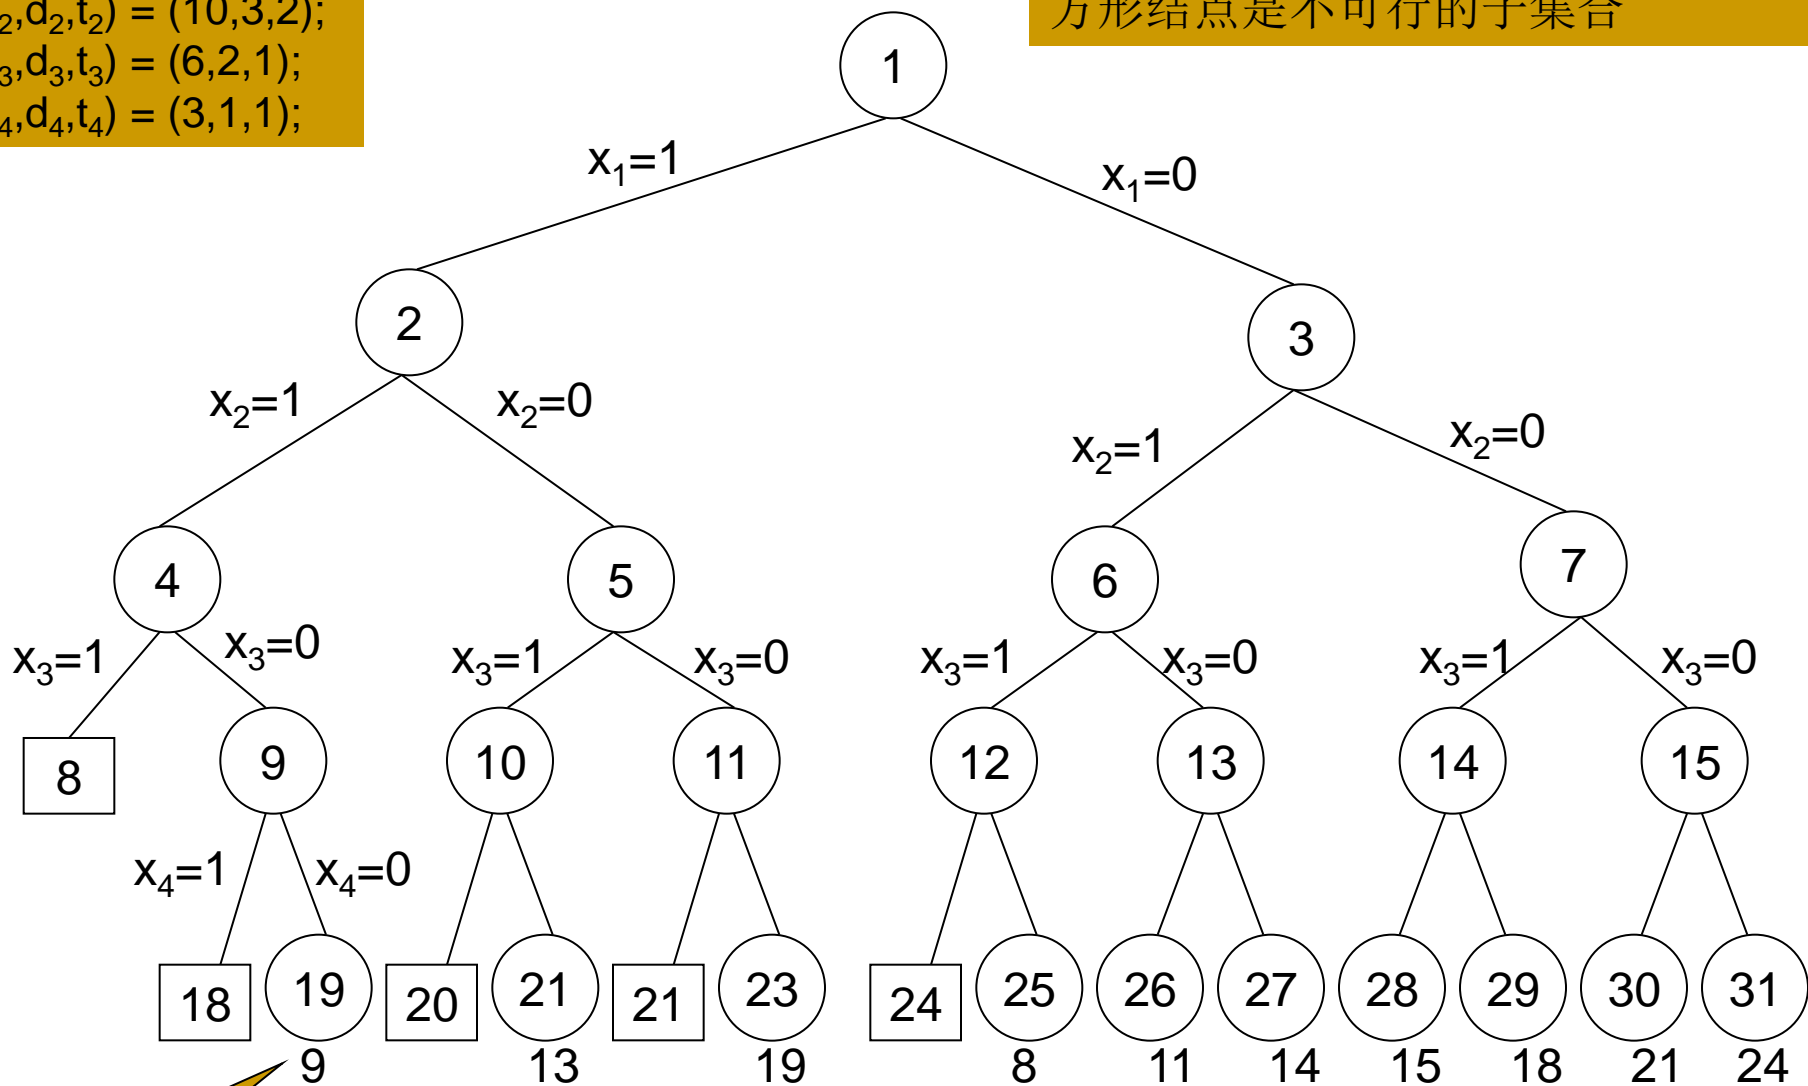 ₂,d₂,t₂) = (10,3,2);
₃,d₃,t₃) = (6,2,1);
₄,d₄,t₄) = (3,1,1);
方形结点是不可行的子集合
1
x₁=1
x₁=0
2
3
x₂=1
x₂=0
x₂=1
x₂=0
4
5
6
7
x₃=1
x₃=0
x₃=1
x₃=0
x₃=1
x₃=0
x₃=1
x₃=0
8
9
10
11
12
13
14
15
x₄=1
x₄=0
18
19
20
21
21
23
24
25
26
27
28
29
30
31
9
13
19
8
11
14
15
18
21
24